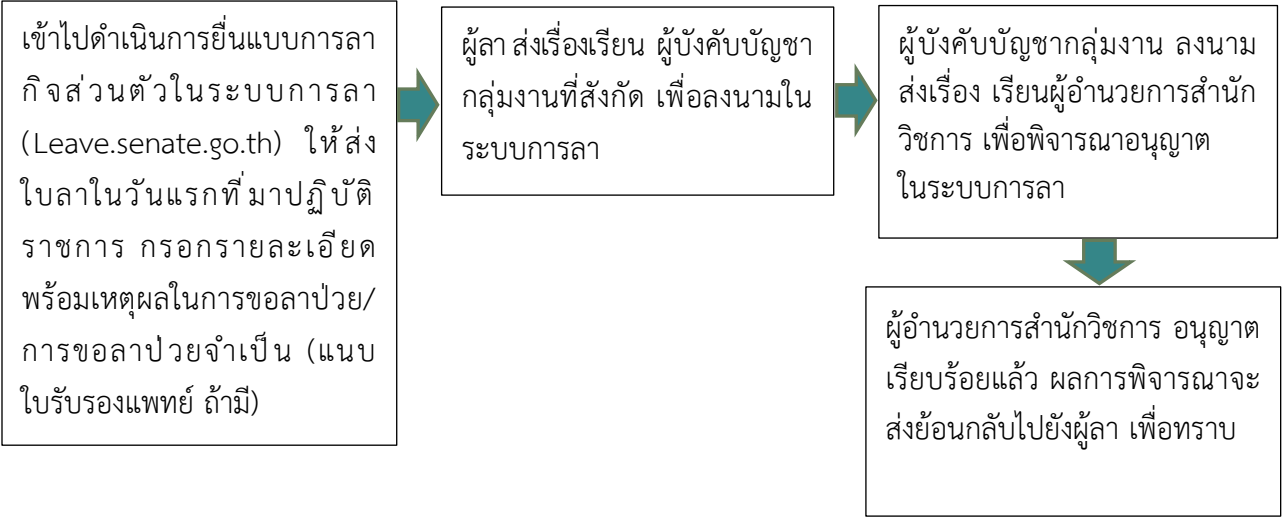 เข้าไปดำเนินการยื่นแบบการลา
กิจส่วนตัวในระบบการลา
(Leave.senate.go.th) ให้ส่ง
ใบลาในวันแรกที่มาปฏิบัติ
ราชการ กรอกรายละเอียด
พร้อมเหตุผลในการขอลาป่วย/
การขอลาป่วยจำเป็น (แนบ
ใบรับรองแพทย์ ถ้ามี)
ผู้ลา ส่งเรื่องเรียน ผู้บังคับบัญชา
กลุ่มงานที่สังกัด เพื่อลงนามใน
ระบบการลา
ผู้บังคับบัญชากลุ่มงาน ลงนาม
ส่งเรื่อง เรียนผู้อำนวยการสำนัก
วิชาการ เพื่อพิจารณาอนุญาต
ในระบบการลา
ผู้อำนวยการสำนักวิชาการ อนุญาต
เรียบร้อยแล้ว ผลการพิจารณาจะ
ส่งย้อนกลับไปยังผู้ลา เพื่อทราบ